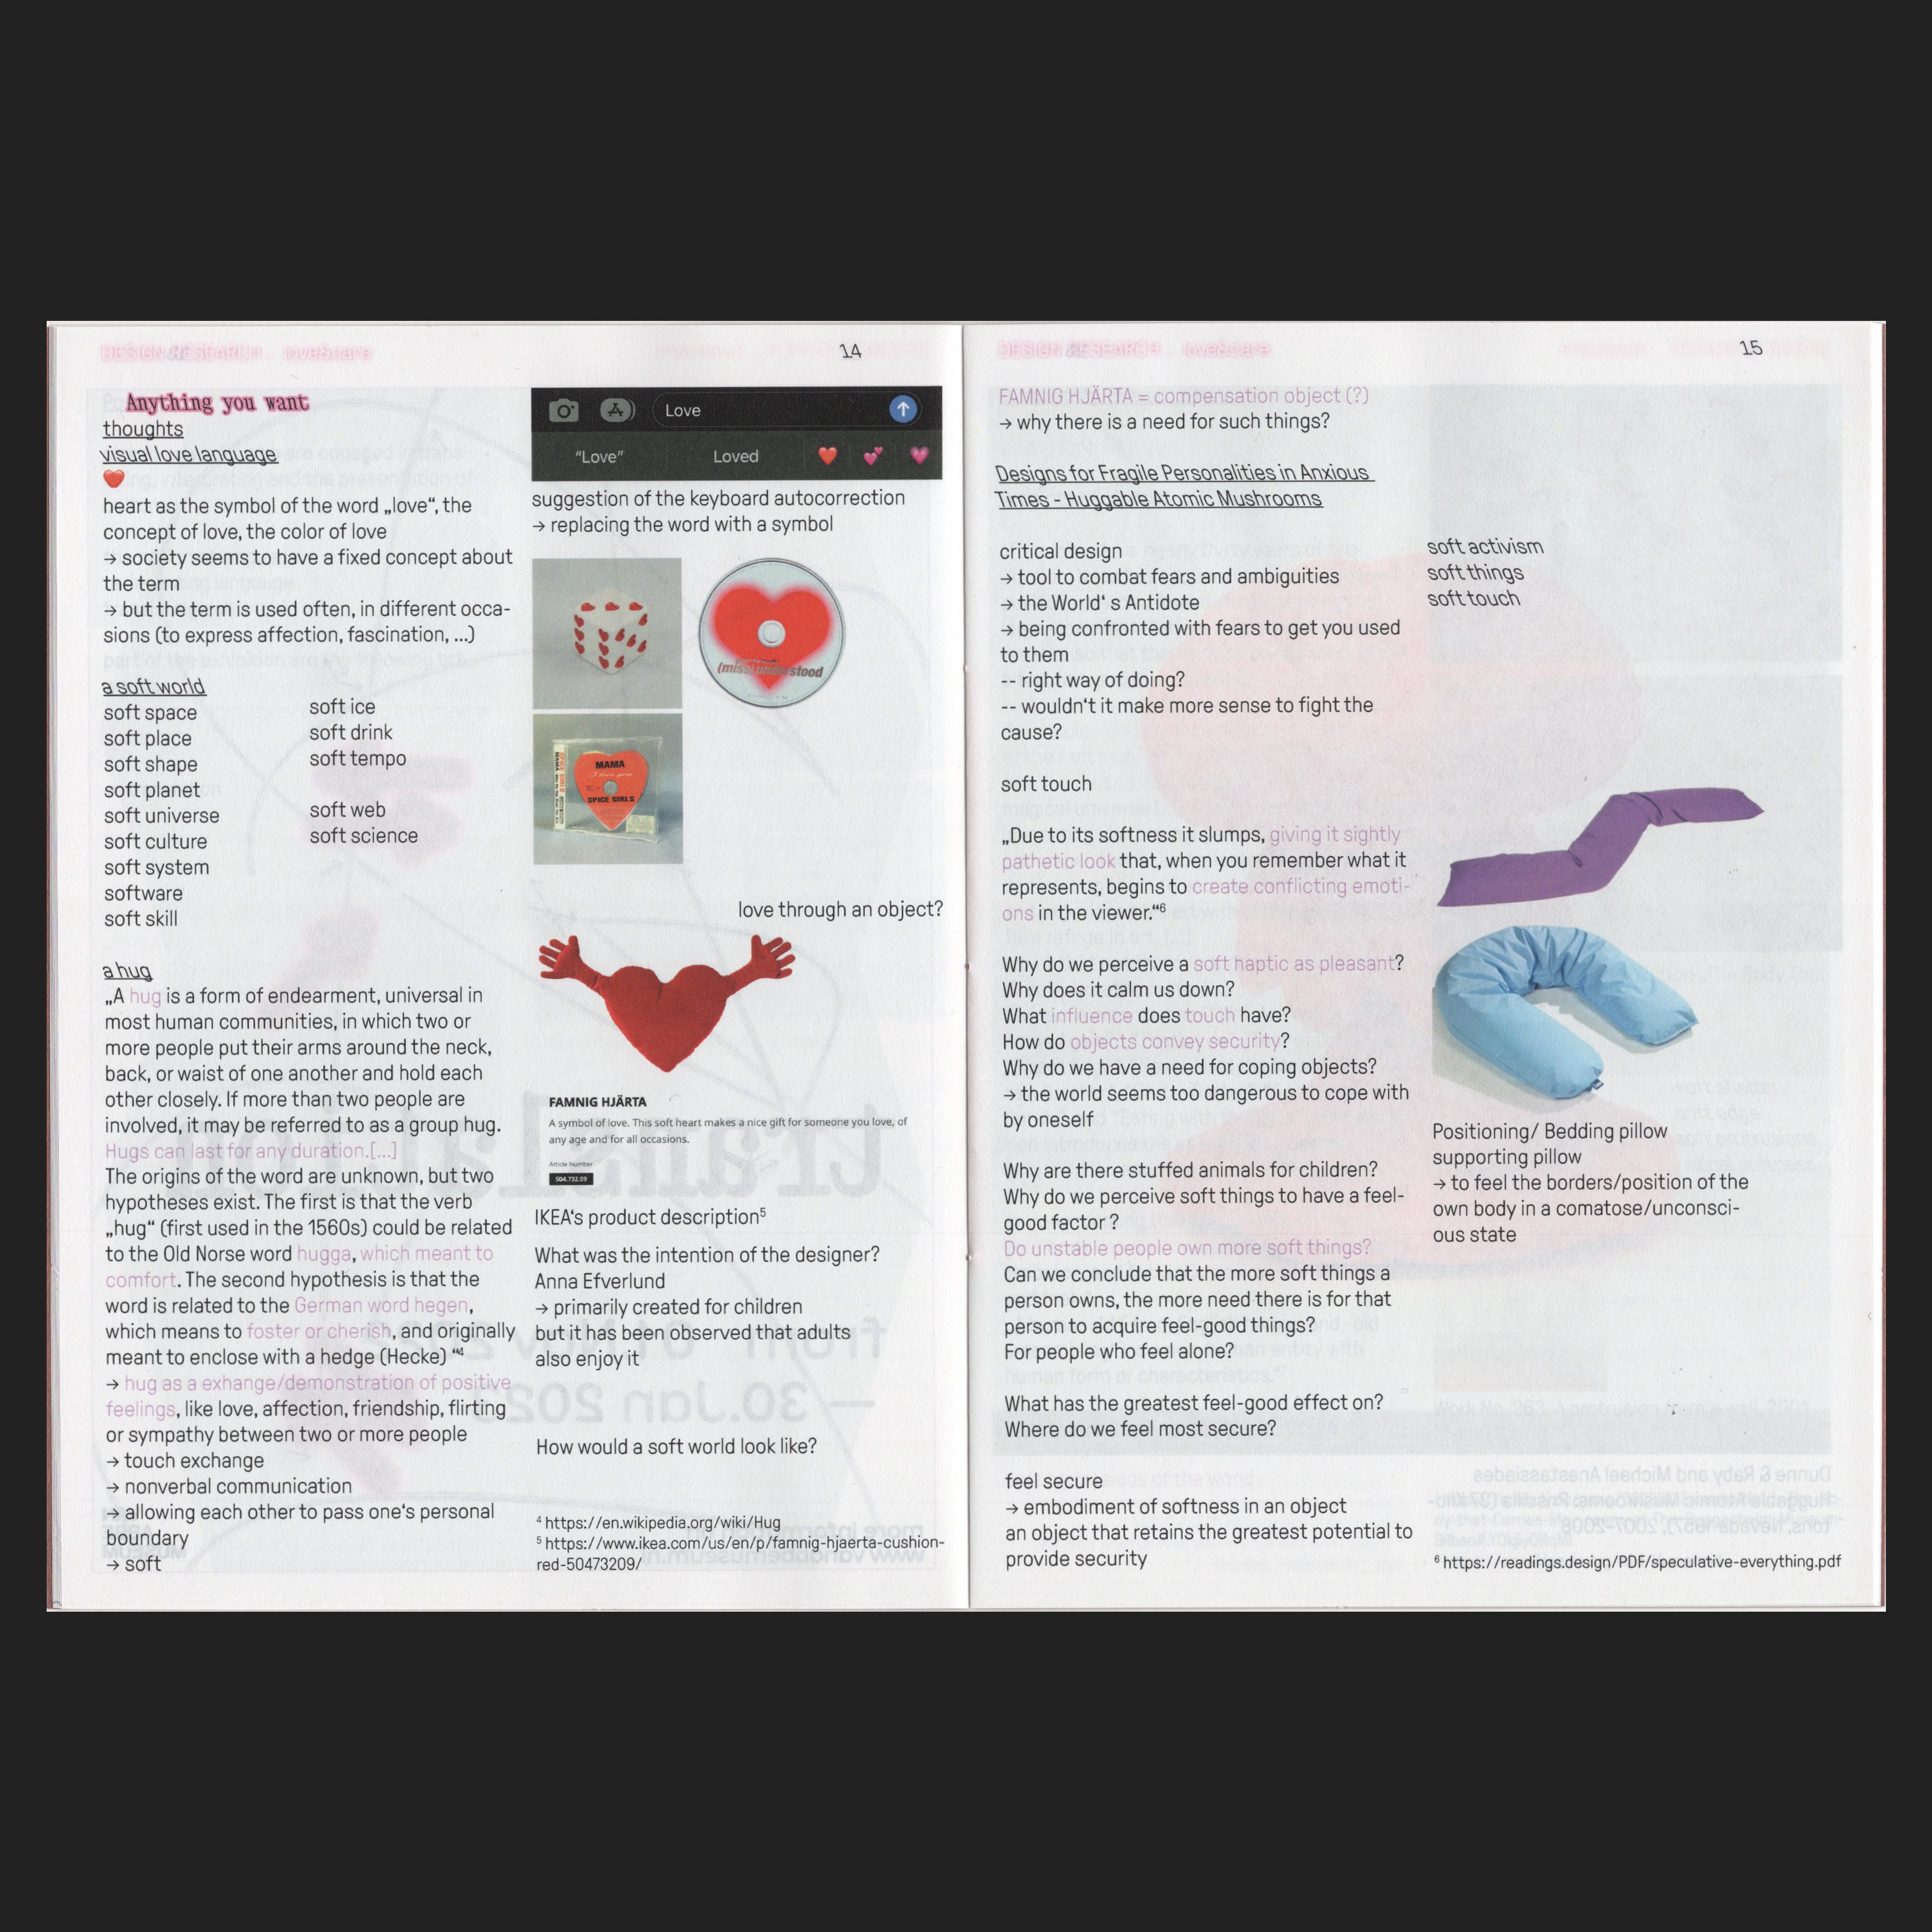 DESIGN RESEARCH love&care
14
Anything you want
thoughts
visual love language
❤️
heart as the symbol of the word „love“, the
concept of love, the color of love
→ society seems to have a fixed concept about
the term
→ but the term is used often, in different occa-
sions (to express affection, fascination, ...)
a soft world
soft space
soft place
soft shape
soft planet
soft universe
soft culture
soft system
software
soft skill
soft ice
soft drink
soft tempo
soft web
soft science
a hug
„A hug is a form of endearment, universal in
most human communities, in which two or
more people put their arms around the neck,
back, or waist of one another and hold each
other closely. If more than two people are
involved, it may be referred to as a group hug.
Hugs can last for any duration.[...]
The origins of the word are unknown, but two
hypotheses exist. The first is that the verb
„hug“ (first used in the 1560s) could be related
to the Old Norse word hugga, which meant to
comfort. The second hypothesis is that the
word is related to the German word hegen,
which means to foster or cherish, and originally
meant to enclose with a hedge (Hecke) “⁴
→ hug as a exhange/demonstration of positive
feelings, like love, affection, friendship, flirting
or sympathy between two or more people
→ touch exchange
→ nonverbal communication
→ allowing each other to pass one‘s personal
boundary
→ soft
Love
“Love”
Loved
❤️ 💕 💗
suggestion of the keyboard autocorrection
→ replacing the word with a symbol
(miss)understood
MAMA
I love you
SPICE GIRLS
love through an object?
FAMNIG HJÄRTA
A symbol of love. This soft heart makes a nice gift for someone you love, of
any age and for all occasions.
Article Number
504.732.09
IKEA‘s product description⁵
What was the intention of the designer?
Anna Efverlund
→ primarily created for children
but it has been observed that adults
also enjoy it
How would a soft world look like?
⁴ https://en.wikipedia.org/wiki/Hug
⁵ https://www.ikea.com/us/en/p/famnig-hjaerta-cushion-
red-50473209/
DESIGN RESEARCH love&care
15
FAMNIG HJÄRTA = compensation object (?)
→ why there is a need for such things?
Designs for Fragile Personalities in Anxious
Times - Huggable Atomic Mushrooms
critical design
→ tool to combat fears and ambiguities
→ the World‘ s Antidote
→ being confronted with fears to get you used
to them
-- right way of doing?
-- wouldn‘t it make more sense to fight the
cause?
soft touch
„Due to its softness it slumps, giving it sightly
pathetic look that, when you remember what it
represents, begins to create conflicting emoti-
ons in the viewer.“⁶
Why do we perceive a soft haptic as pleasant?
Why does it calm us down?
What influence does touch have?
How do objects convey security?
Why do we have a need for coping objects?
→ the world seems too dangerous to cope with
by oneself
Why are there stuffed animals for children?
Why do we perceive soft things to have a feel-
good factor ?
Do unstable people own more soft things?
Can we conclude that the more soft things a
person owns, the more need there is for that
person to acquire feel-good things?
For people who feel alone?
What has the greatest feel-good effect on?
Where do we feel most secure?
feel secure
→ embodiment of softness in an object
an object that retains the greatest potential to
provide security
soft activism
soft things
soft touch
Positioning/ Bedding pillow
supporting pillow
→ to feel the borders/position of the
own body in a comatose/unconsci-
ous state
⁶ https://readings.design/PDF/speculative-everything.pdf